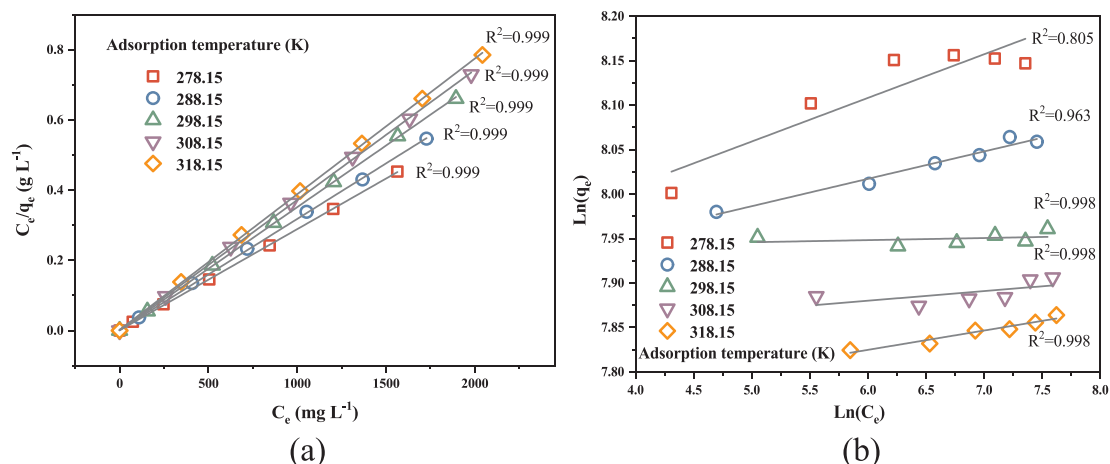 R²=0.999
0.8
Adsorption temperature (K)
278.15
R²=0.999
288.15
0.6
298.15
R²=0.999
308.15
R²=0.999
318.15
0.4
R²=0.999
0.2
0.0
Cₑ/qₑ (g L⁻¹)
0
500
1000
1500
2000
Cₑ (mg L⁻¹)
(a)
R²=0.805
8.15
8.10
R²=0.963
8.05
8.00
R²=0.998
7.95
278.15
R²=0.998
288.15
7.90
298.15
308.15
7.85
318.15
R²=0.998
Adsorption temperature (K)
7.80
Ln(qₑ)
4.0
4.5
5.0
5.5
6.0
6.5
7.0
7.5
8.0
Ln(Cₑ)
(b)